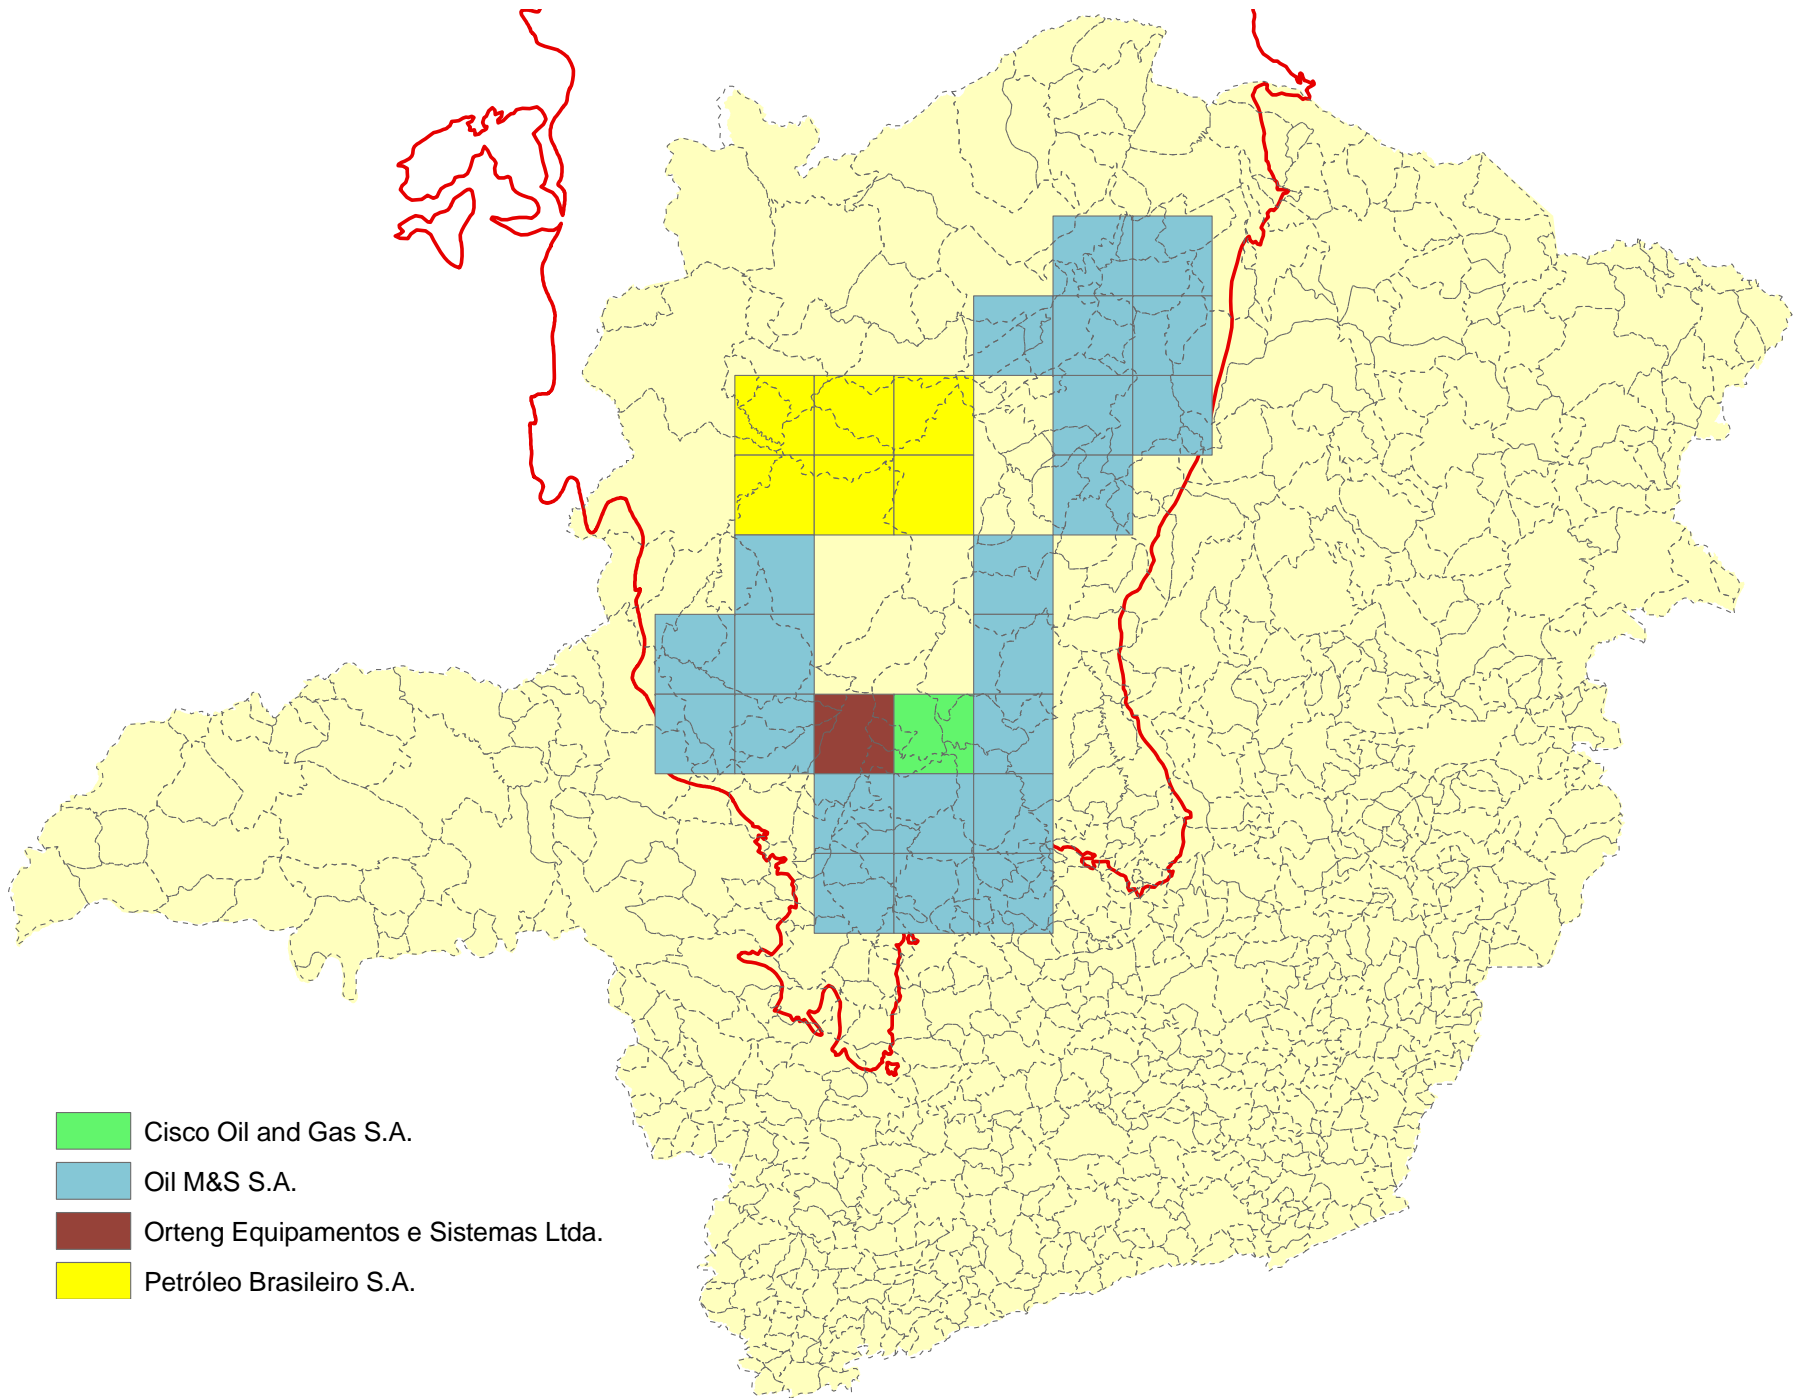 Cisco Oil and Gas S.A.
Oil M&S S.A.
Orteng Equipamentos e Sistemas Ltda.
Petróleo Brasileiro S.A.